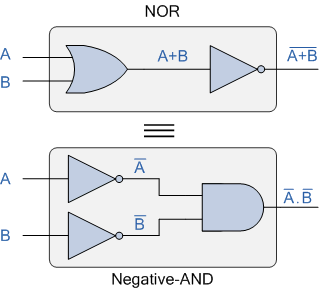 NOR
A
B
A+B
A̅+̅B̅
A
B
A̅
B̅
A̅.B̅
Negative-AND